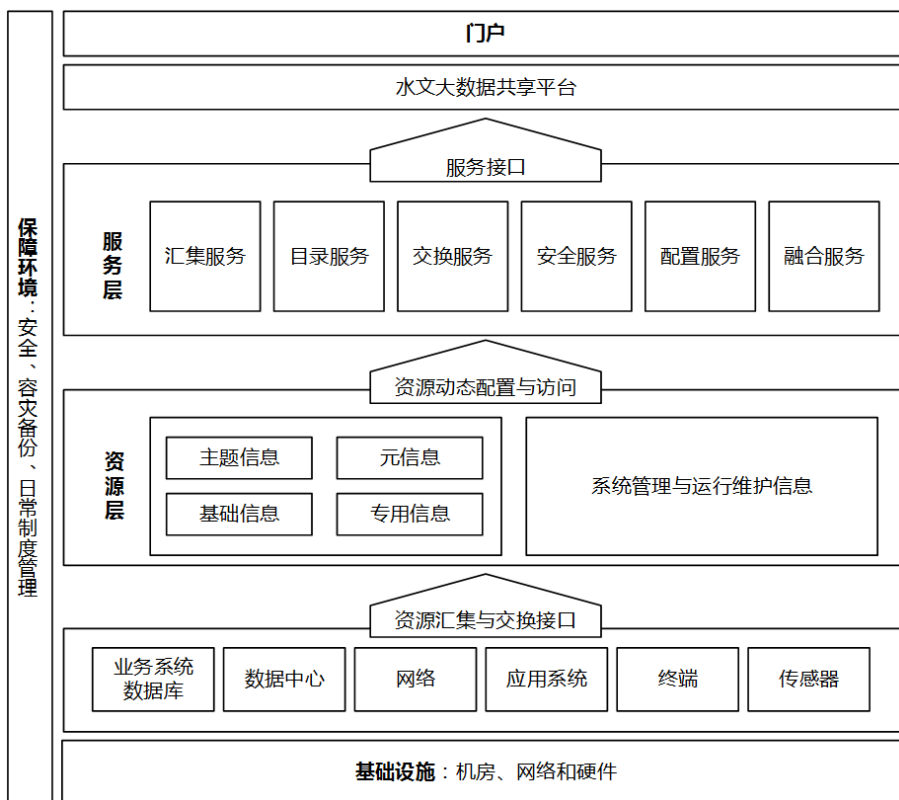 门户
水文大数据共享平台
服务接口
服务层
汇集服务
目录服务
交换服务
安全服务
配置服务
融合服务
保障环境：安全、容灾备份、日常制度管理
资源动态配置与访问
资源层
主题信息
元信息
基础信息
专用信息
系统管理与运行维护信息
资源汇集与交换接口
业务系统
数据库
数据中心
网络
应用系统
终端
传感器
基础设施：机房、网络和硬件